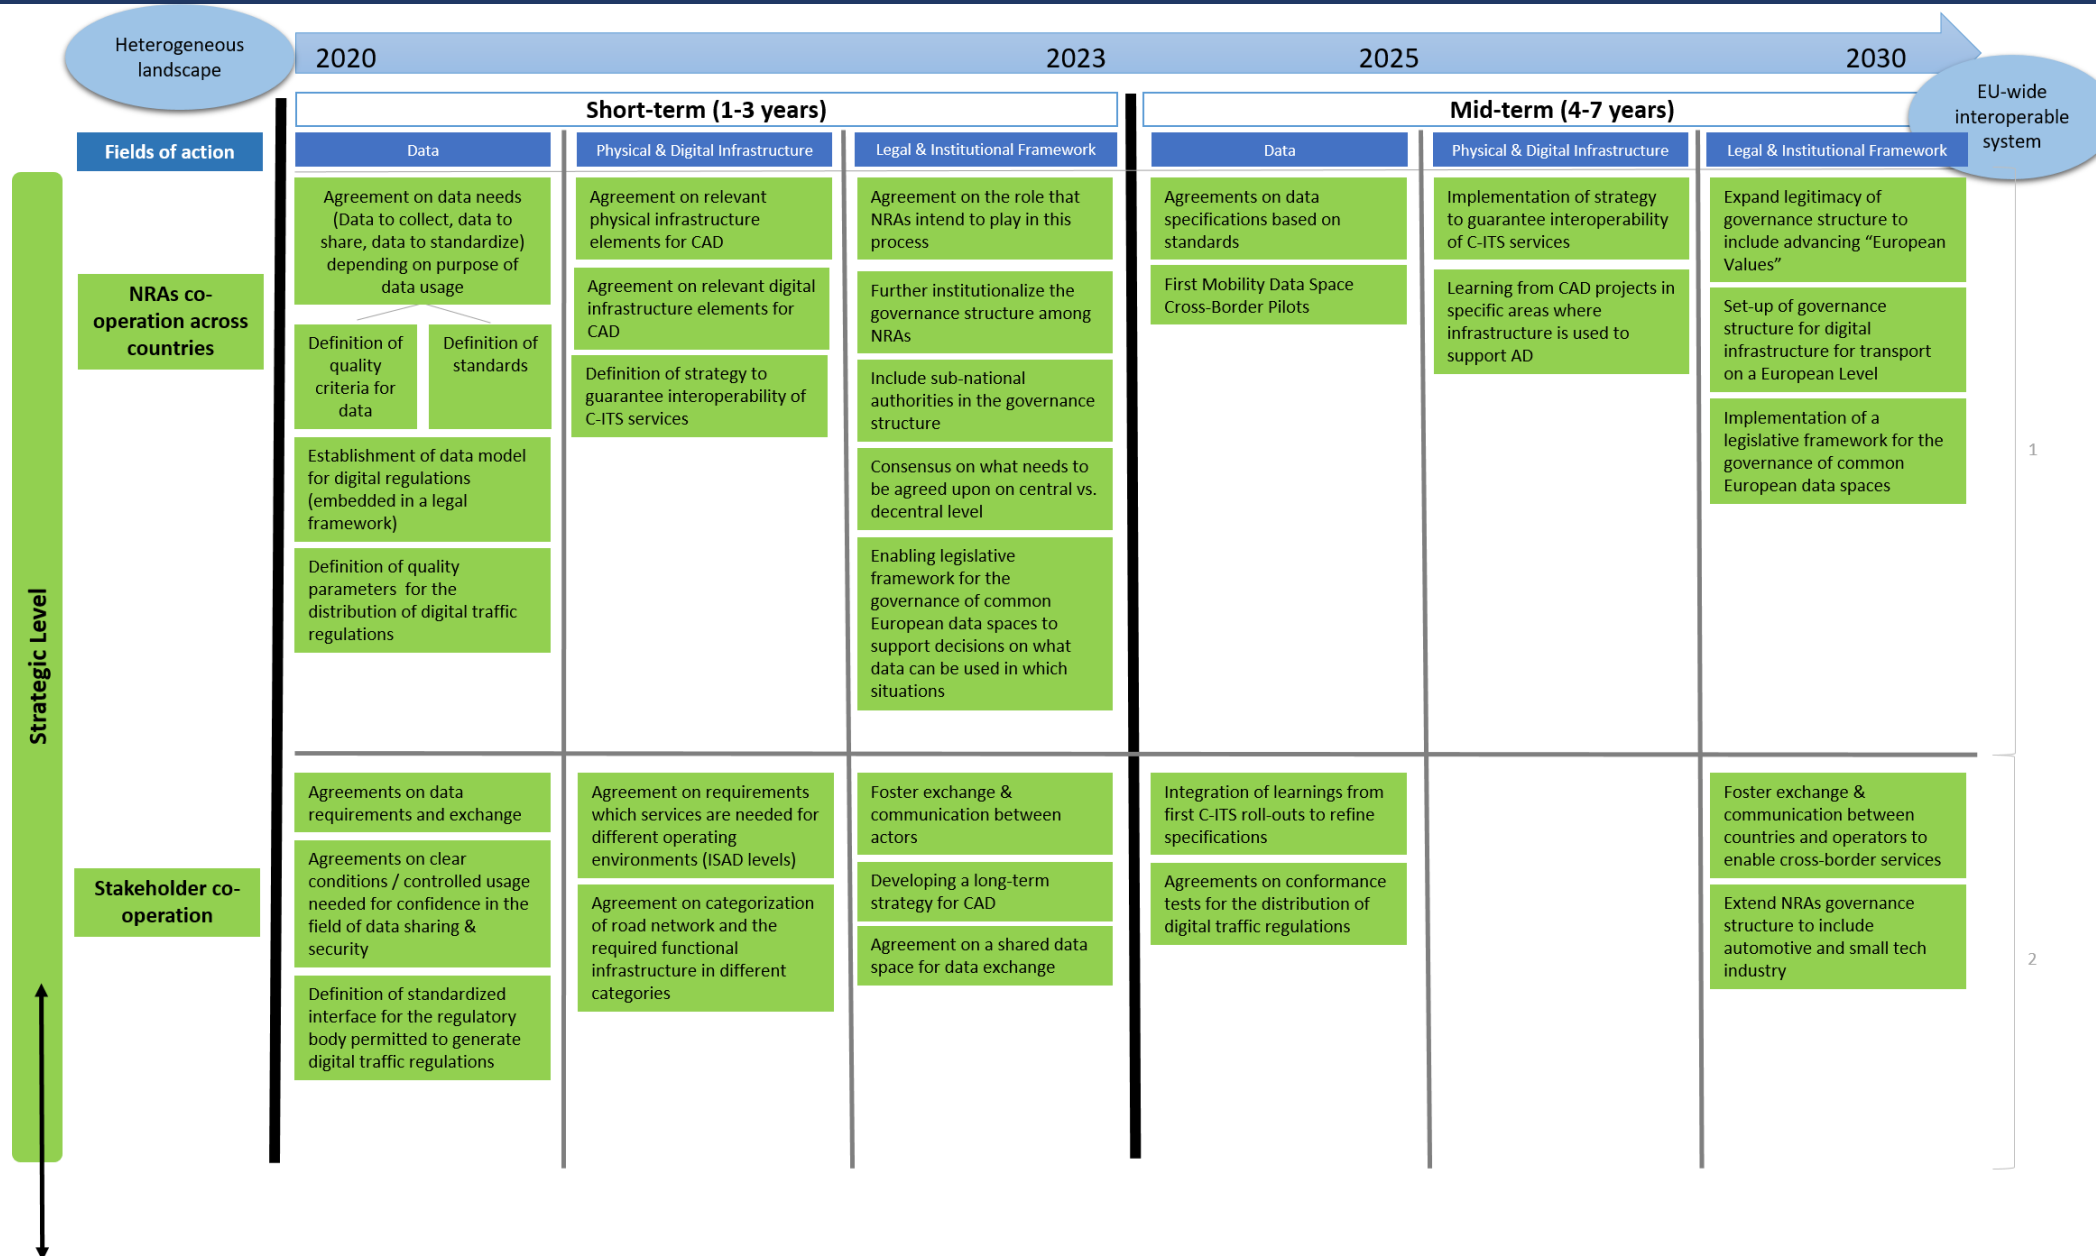 Heterogeneous
landscape
2020
2023
2025
2030
EU-wide
interoperable
system
Short-term (1-3 years)
Mid-term (4-7 years)
Fields of action
Data
Physical & Digital Infrastructure
Legal & Institutional Framework
Data
Physical & Digital Infrastructure
Legal & Institutional Framework
Strategic Level
NRAs co-
operation across
countries
Agreement on data needs
(Data to collect, data to
share, data to standardize)
depending on purpose of
data usage
Definition of
quality
criteria for
data
Definition of
standards
Establishment of data model
for digital regulations
(embedded in a legal
framework)
Definition of quality
parameters  for the
distribution of digital traffic
regulations
Agreement on relevant
physical infrastructure
elements for CAD
Agreement on relevant digital
infrastructure elements for
CAD
Definition of strategy to
guarantee interoperability of
C-ITS services
Agreement on the role that
NRAs intend to play in this
process
Further institutionalize the
governance structure among
NRAs
Include sub-national
authorities in the governance
structure
Consensus on what needs to
be agreed upon on central vs.
decentral level
Enabling legislative
framework for the
governance of common
European data spaces to
support decisions on what
data can be used in which
situations
Agreements on data
specifications based on
standards
First Mobility Data Space
Cross-Border Pilots
Implementation of strategy
to guarantee interoperability
of C-ITS services
Learning from CAD projects in
specific areas where
infrastructure is used to
support AD
Expand legitimacy of
governance structure to
include advancing “European
Values”
Set-up of governance
structure for digital
infrastructure for transport
on a European Level
Implementation of a
legislative framework for the
governance of common
European data spaces
1
Stakeholder co-
operation
Agreements on data
requirements and exchange
Agreements on clear
conditions / controlled usage
needed for confidence in the
field of data sharing &
security
Definition of standardized
interface for the regulatory
body permitted to generate
digital traffic regulations
Agreement on requirements
which services are needed for
different operating
environments (ISAD levels)
Agreement on categorization
of road network and the
required functional
infrastructure in different
categories
Foster exchange &
communication between
actors
Developing a long-term
strategy for CAD
Agreement on a shared data
space for data exchange
Integration of learnings from
first C-ITS roll-outs to refine
specifications
Agreements on conformance
tests for the distribution of
digital traffic regulations
Foster exchange &
communication between
countries and operators to
enable cross-border services
Extend NRAs governance
structure to include
automotive and small tech
industry
2